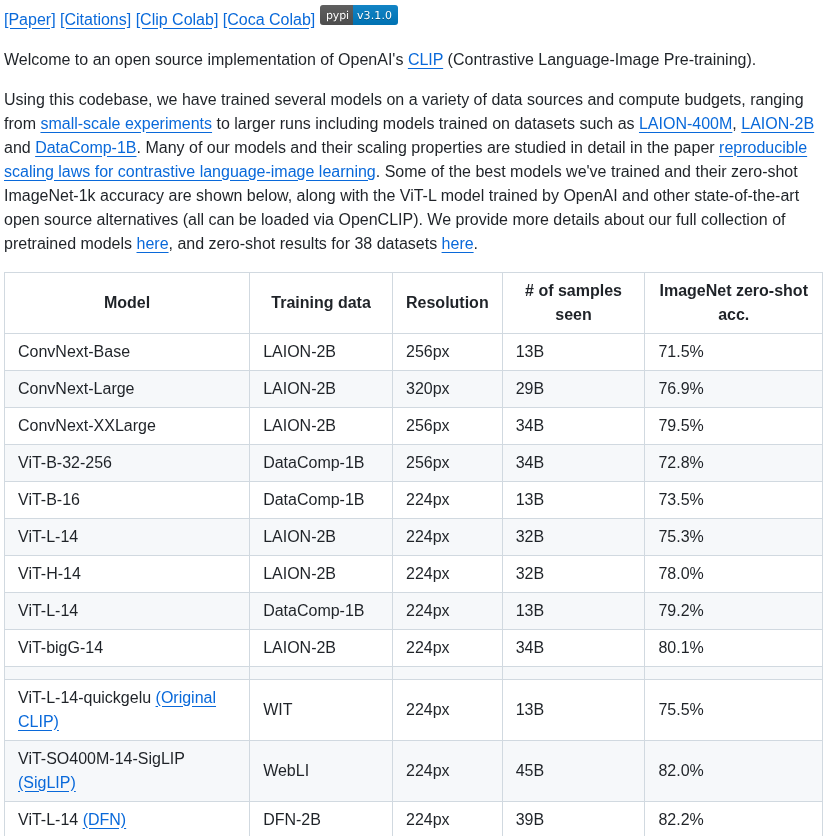 [Paper] [Citations] [Clip Colab] [Coca Colab] pypi v3.1.0
Welcome to an open source implementation of OpenAI's CLIP (Contrastive Language-Image Pre-training).
Using this codebase, we have trained several models on a variety of data sources and compute budgets, ranging
from small-scale experiments to larger runs including models trained on datasets such as LAION-400M, LAION-2B
and DataComp-1B. Many of our models and their scaling properties are studied in detail in the paper reproducible
scaling laws for contrastive language-image learning. Some of the best models we've trained and their zero-shot
ImageNet-1k accuracy are shown below, along with the ViT-L model trained by OpenAI and other state-of-the-art
open source alternatives (all can be loaded via OpenCLIP). We provide more details about our full collection of
pretrained models here, and zero-shot results for 38 datasets here.
Model Training data Resolution # of samples seen ImageNet zero-shot acc.
ConvNext-Base LAION-2B 256px 13B 71.5%
ConvNext-Large LAION-2B 320px 29B 76.9%
ConvNext-XXLarge LAION-2B 256px 34B 79.5%
ViT-B-32-256 DataComp-1B 256px 34B 72.8%
ViT-B-16 DataComp-1B 224px 13B 73.5%
ViT-L-14 LAION-2B 224px 32B 75.3%
ViT-H-14 LAION-2B 224px 32B 78.0%
ViT-L-14 DataComp-1B 224px 13B 79.2%
ViT-bigG-14 LAION-2B 224px 34B 80.1%
ViT-L-14-quickgelu (Original CLIP) WIT 224px 13B 75.5%
ViT-SO400M-14-SigLIP (SigLIP) WebLI 224px 45B 82.0%
ViT-L-14 (DFN) DFN-2B 224px 39B 82.2%